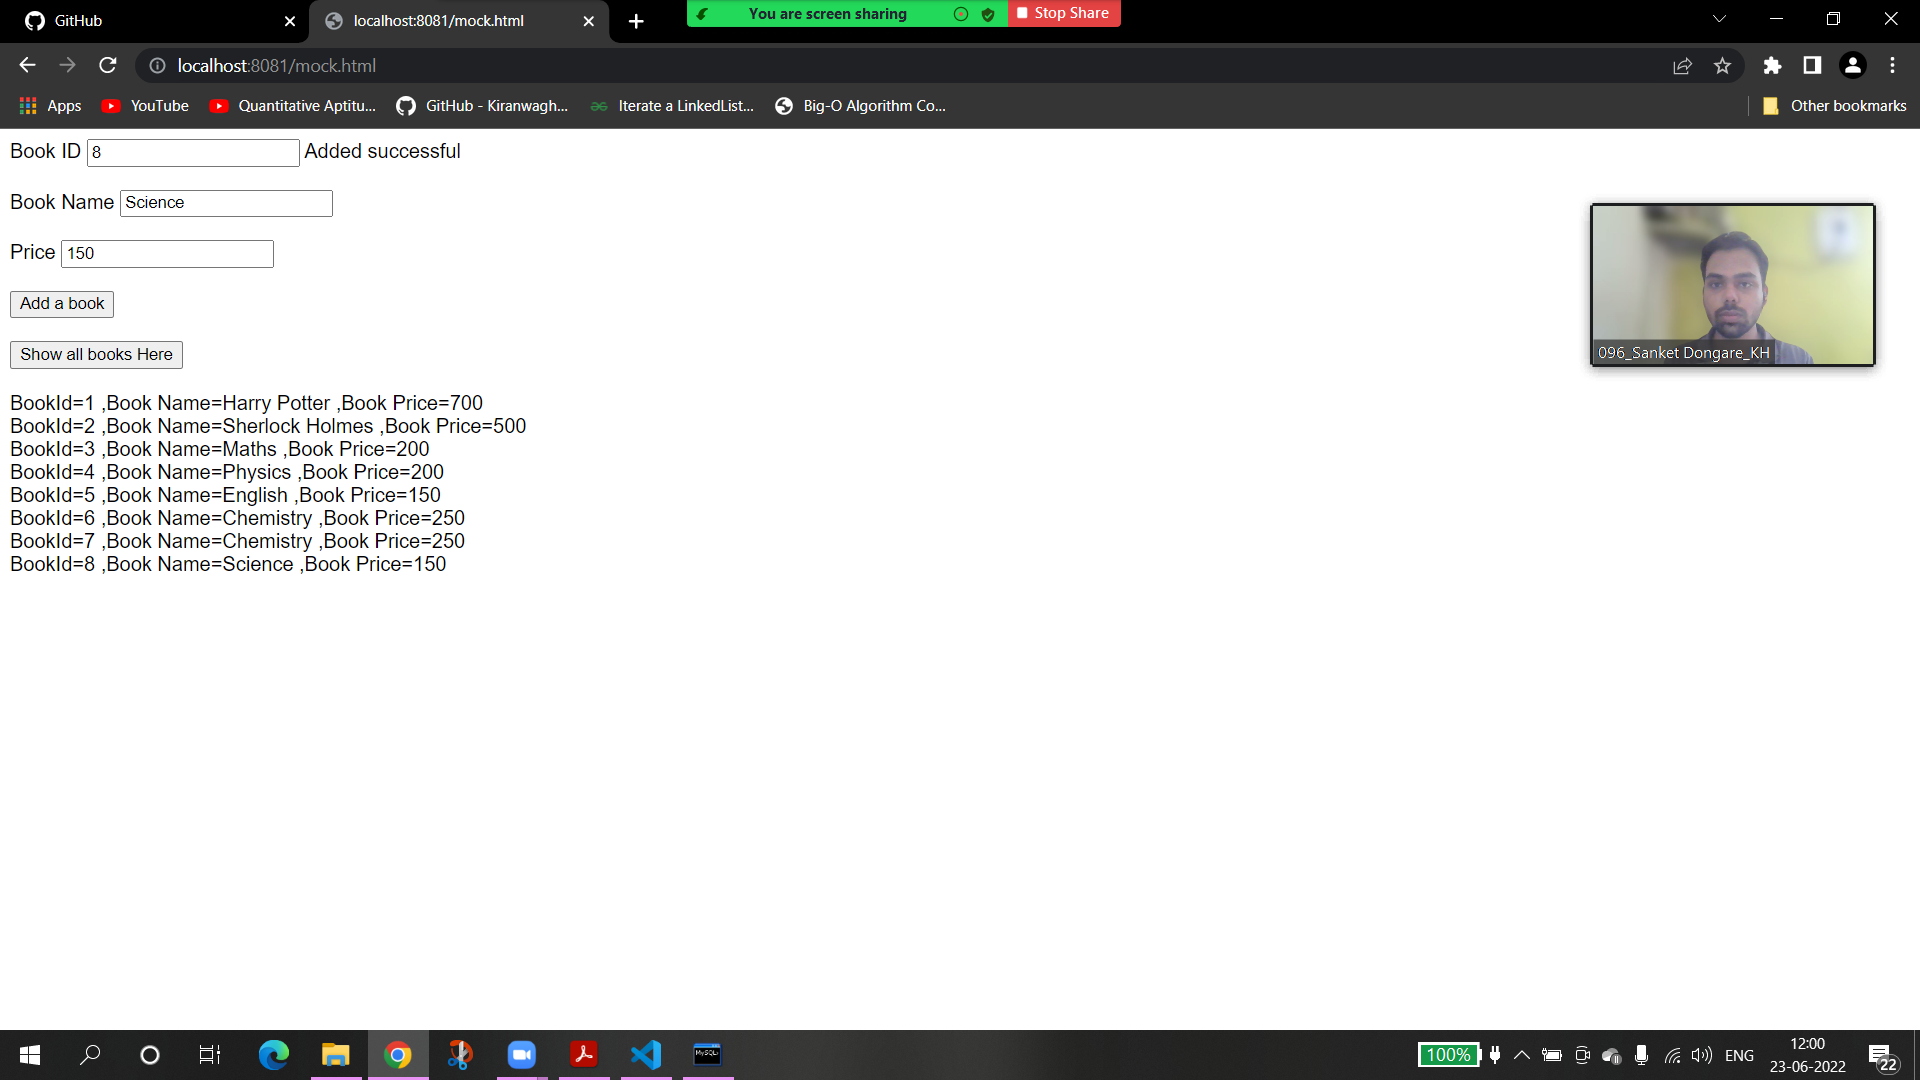 GitHub
localhost:8081/mock.html
You are screen sharing
Stop Share
localhost:8081/mock.html
Apps
YouTube
Quantitative Aptitu...
GitHub - Kiranwagh...
Iterate a LinkedList...
Big-O Algorithm Co...
Other bookmarks
Book ID 8 Added successful
Book Name Science
Price 150
Add a book
Show all books Here
096_Sanket Dongare_KH
BookId=1 ,Book Name=Harry Potter ,Book Price=700
BookId=2 ,Book Name=Sherlock Holmes ,Book Price=500
BookId=3 ,Book Name=Maths ,Book Price=200
BookId=4 ,Book Name=Physics ,Book Price=200
BookId=5 ,Book Name=English ,Book Price=150
BookId=6 ,Book Name=Chemistry ,Book Price=250
BookId=7 ,Book Name=Chemistry ,Book Price=250
BookId=8 ,Book Name=Science ,Book Price=150
100%
ENG
12:00
23-06-2022
22